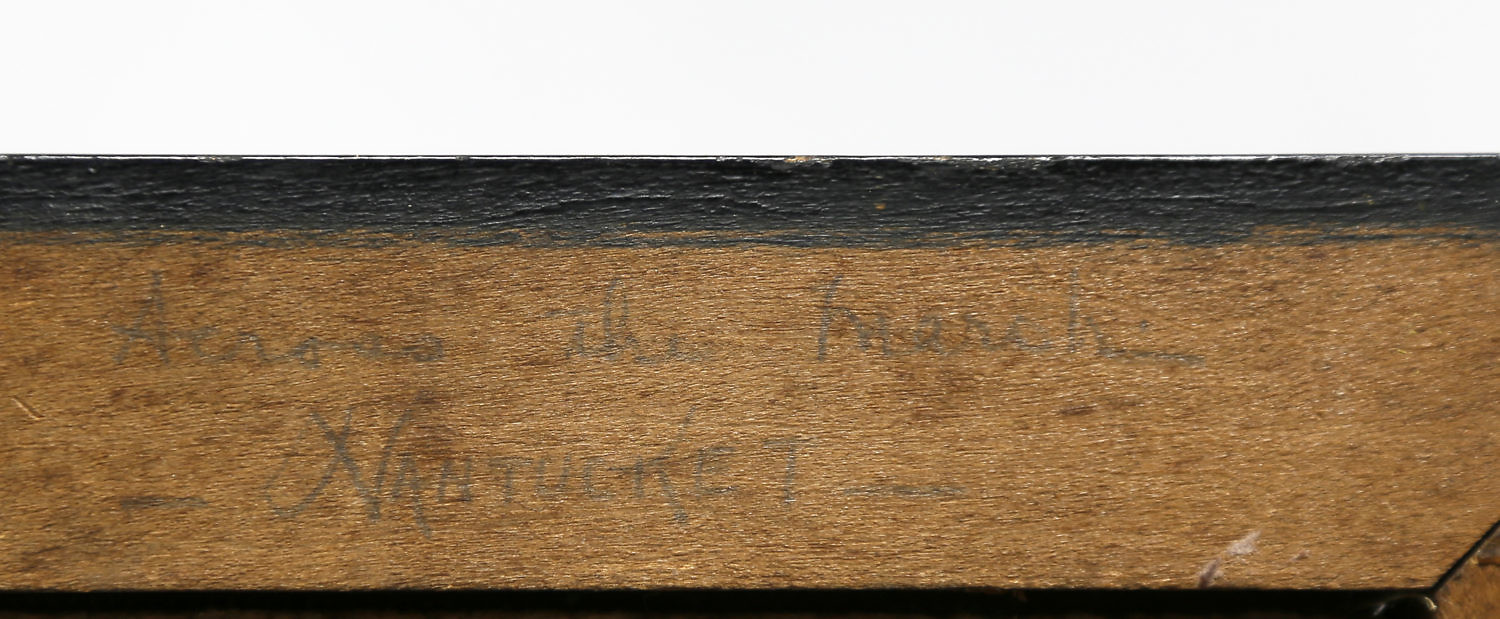 Across the marsh.
— NANTUCKET —